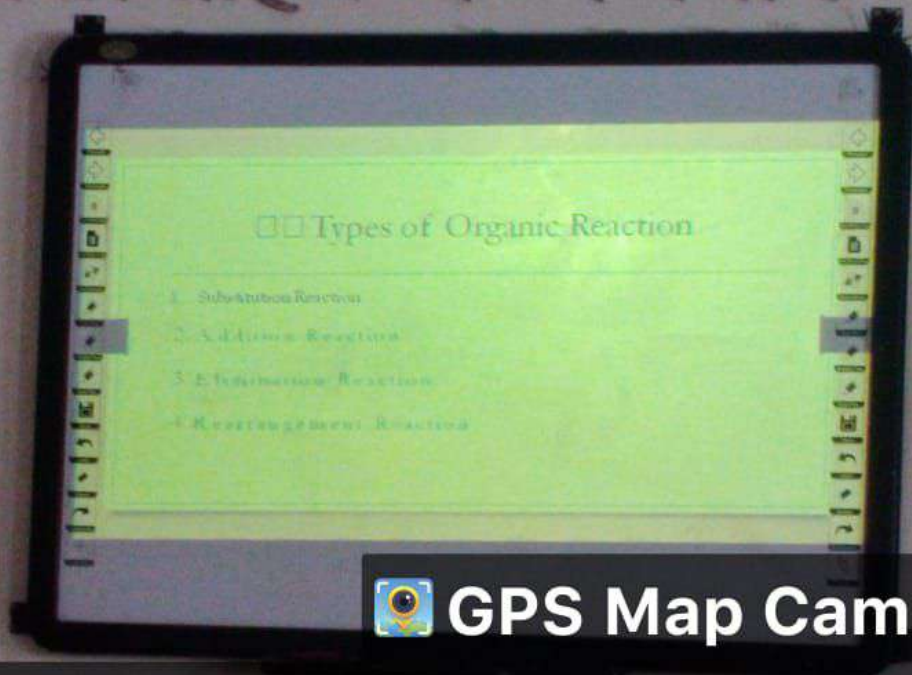 □□ Types of Organic Reaction
1. Substitution Reaction
2. Addition Reaction
3 Elimination Reaction
4 Rearrangement Reaction
GPS Map Cam